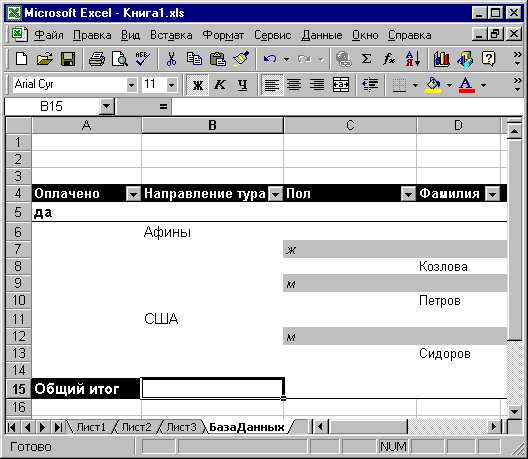 Microsoft Excel - Книга1.xls
Файл Правка Вид Вставка Формат Сервис Данные Окно Справка
Arial Cyr 11 Ж К Ч
B15 =
A B C D
1
2
3
4 Оплачено Направление тура Пол Фамилия
5 да
6 Афины
7 ж
8 Козлова
9 м
10 Петров
11 США
12 м
13 Сидоров
14
15 Общий итог
16
Лист1 Лист2 Лист3 БазаДанных
Готово NUM